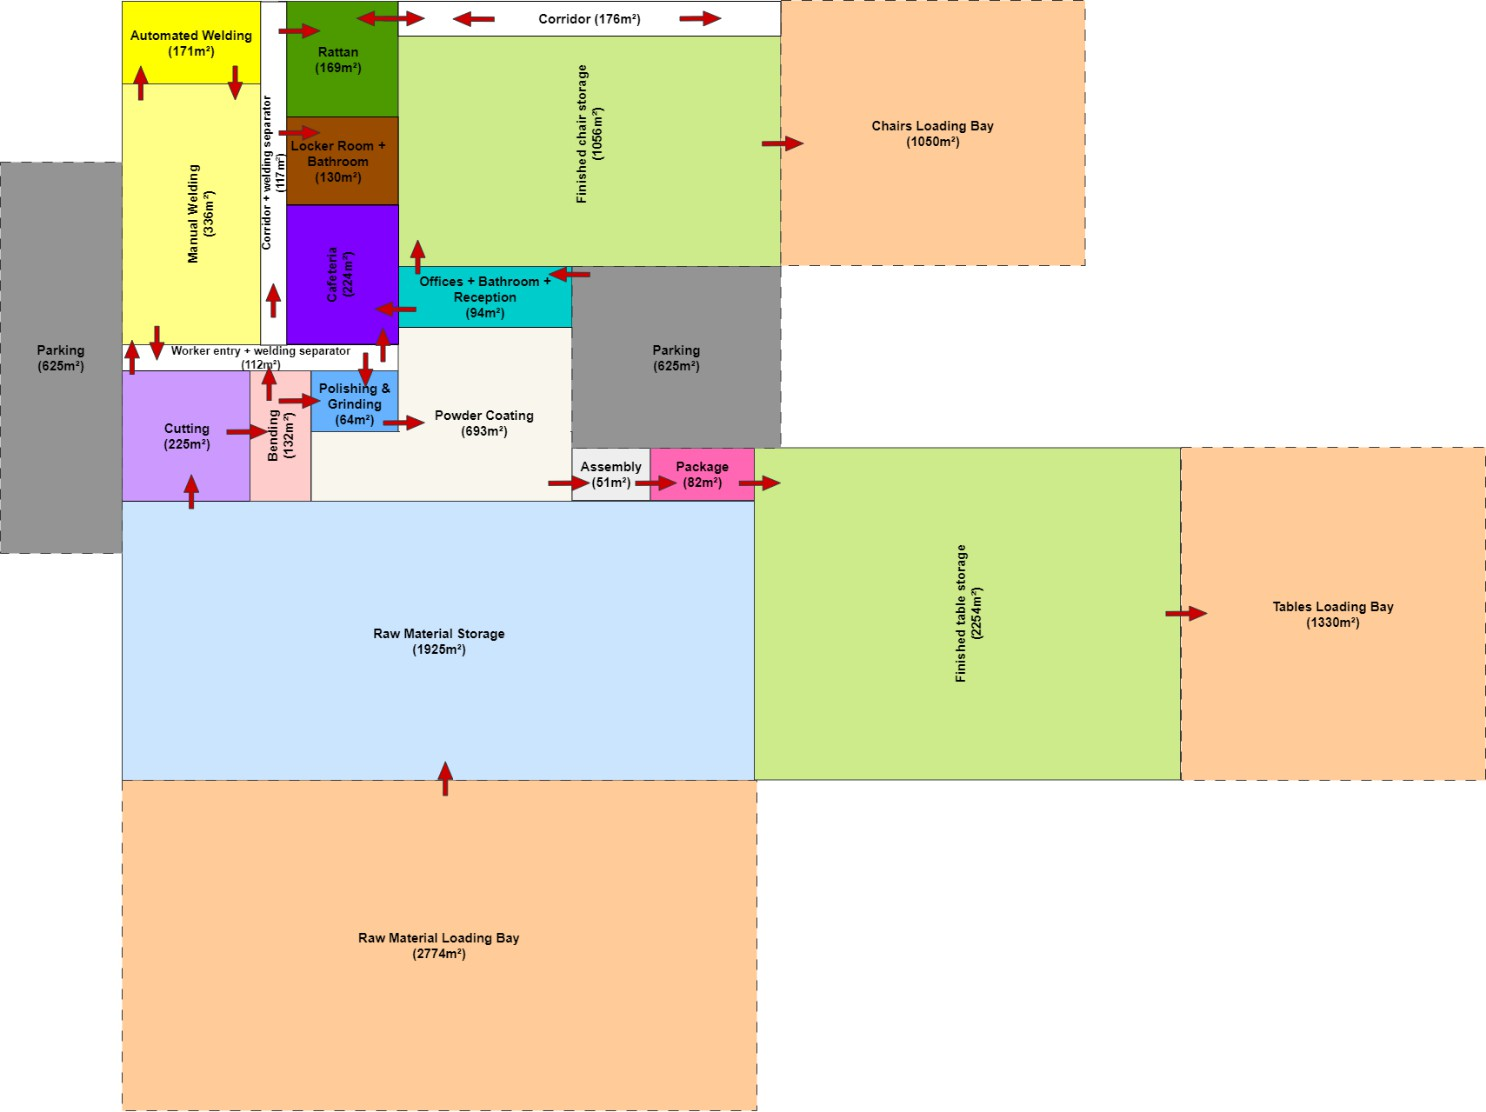 Automated Welding
(171m²)
Rattan
(169m²)
Corridor (176m²)
Finished chair storage
(1056m²)
Chairs Loading Bay
(1050m²)
Manual Welding
(336m²)
Corridor + welding separator
(117m²)
Locker Room +
Bathroom
(130m²)
Cafeteria
(224m²)
Offices + Bathroom +
Reception
(94m²)
Parking
(625m²)
Worker entry + welding separator
(112m²)
Parking
(625m²)
Cutting
(225m²)
Bending
(132m²)
Polishing &
Grinding
(64m²)
Powder Coating
(693m²)
Assembly
(51m²)
Package
(82m²)
Raw Material Storage
(1925m²)
Finished table storage
(2254m²)
Tables Loading Bay
(1330m²)
Raw Material Loading Bay
(2774m²)